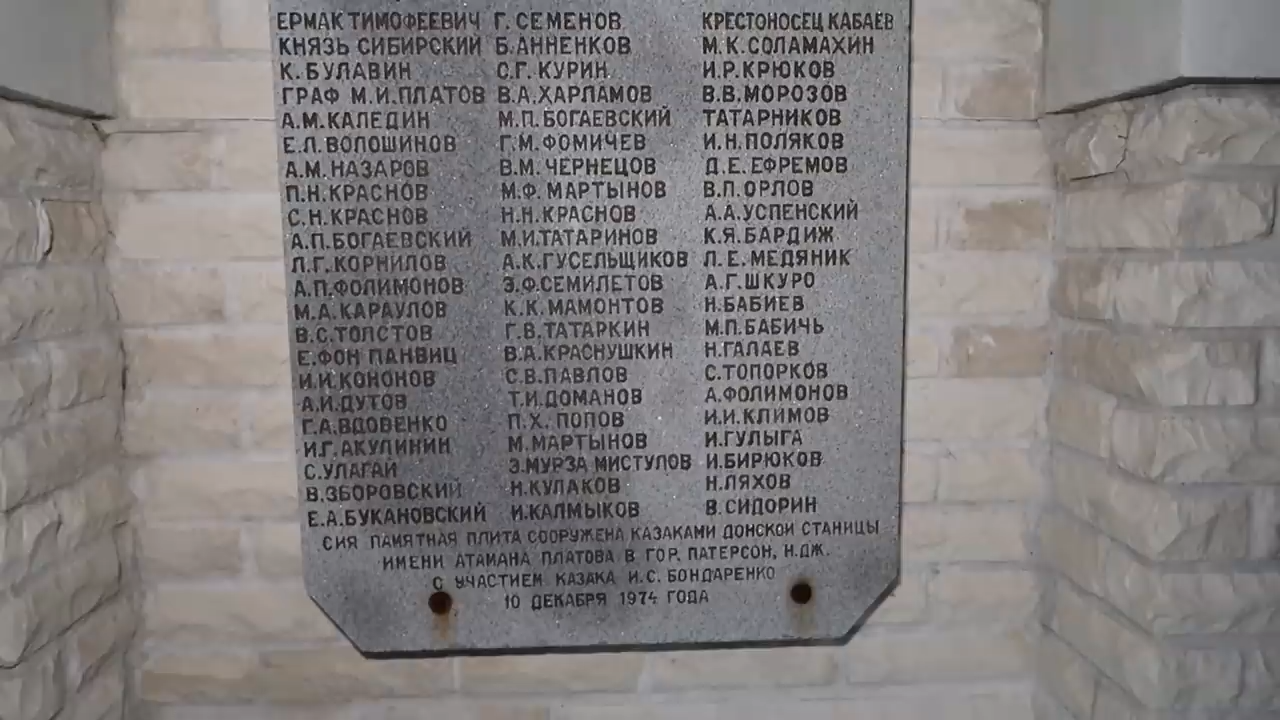 ЕРМАК ТИМОФЕЕВИЧ
КНЯЗЬ СИБИРСКИЙ
К. БУЛАВИН
ГРАФ М.И.ПЛАТОВ
А.М.КАЛЕДИН
Е.Л.ВОЛОШИНОВ
А.М.НАЗАРОВ
П.Н.КРАСНОВ
С.Н.КРАСНОВ
А.П.БОГАЕВСКИЙ
Л.Г.КОРНИЛОВ
А.П.ФОЛИМОНОВ
М.А.КАРАУЛОВ
В.С.ТОЛСТОВ
Е.ФОН ПАНВИЦ
И.И.КОНОНОВ
А.И.ДУТОВ
Г.А.ВДОВЕНКО
И.Г.АКУЛИНИН
С.УЛАГАЙ
В.ЗБОРОВСКИЙ
Е.А.БУКАНОВСКИЙ
Г. СЕМЕНОВ
Б.АННЕНКОВ
С.Г. КУРИН
В.А.ХАРЛАМОВ
М.П.БОГАЕВСКИЙ
Г.М.ФОМИЧЕВ
В.М.ЧЕРНЕЦОВ
М.Ф. МАРТЫНОВ
Н.Н.КРАСНОВ
М.И.ТАТАРИНОВ
А.К.ГУСЕЛЬЩИКОВ
Э.Ф.СЕМИЛЕТОВ
К.К.МАМОНТОВ
Г.В.ТАТАРКИН
В.А.КРАСНУШКИН
С.В.ПАВЛОВ
Т.И.ДОМАНОВ
П.Х. ПОПОВ
М.МАРТЫНОВ
Э.МУРЗА МИСТУЛОВ
Н.КУЛАКОВ
И.КАЛМЫКОВ
КРЕСТОНОСЕЦ КАБАЕВ
М.К.СОЛАМАХИН
И.Р.КРЮКОВ
В.В.МОРОЗОВ
ТАТАРНИКОВ
И.Н.ПОЛЯКОВ
Д.Е.ЕФРЕМОВ
В.П.ОРЛОВ
А.А.УСПЕНСКИЙ
К.Я.БАРДИЖ
Л.Е.МЕДЯНИК
А.Г.ШКУРО
Н.БАБИЕВ
М.П.БАБИЧЬ
Н.ГАЛАЕВ
С.ТОПОРКОВ
А.ФОЛИМОНОВ
И.И.КЛИМОВ
И.ГУЛЫГА
И.БИРЮКОВ
Н.ЛЯХОВ
В.СИДОРИН
СИЯ ПАМЯТНАЯ ПЛИТА СООРУЖЕНА КАЗАКАМИ ДОНСКОЙ СТАНИЦЫ
ИМЕНИ АТАМАНА ПЛАТОВА В ГОР. ПАТЕРСОН, Н.ДЖ.
С УЧАСТИЕМ КАЗАКА И.С. БОНДАРЕНКО
10 ДЕКАБРЯ 1974 ГОДА